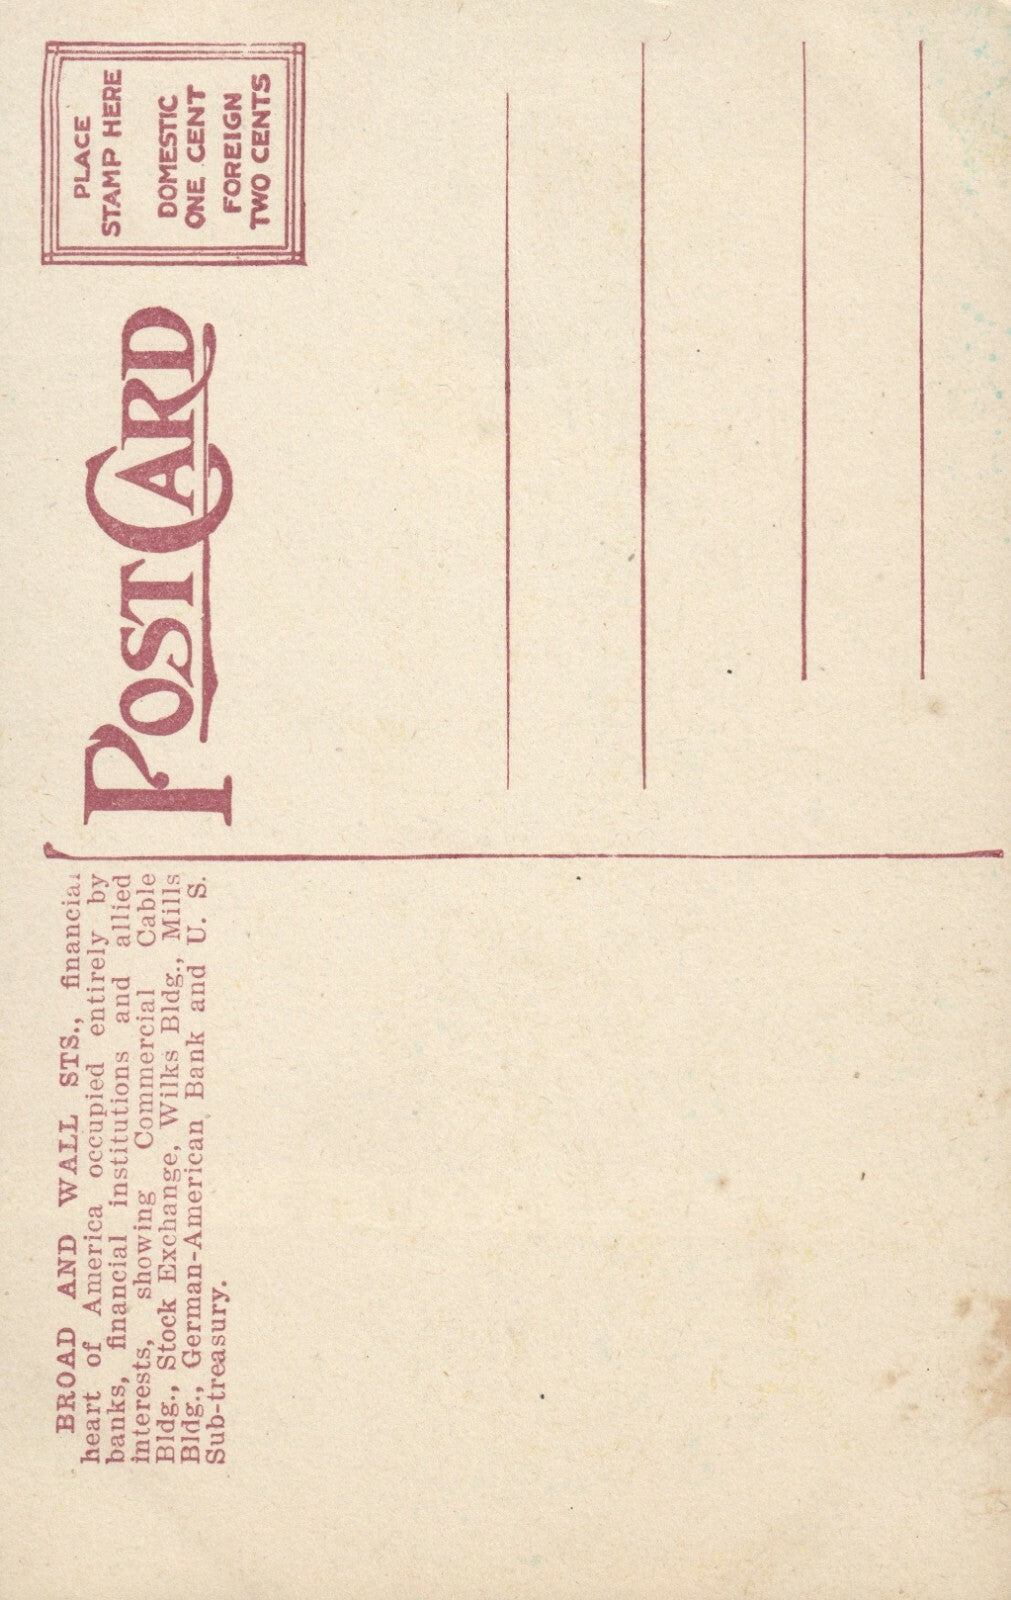 BROAD AND WALL STS., financial
heart of America occupied entirely by
banks, financial institutions and allied
interests, showing Commercial Cable
Bldg., Stock Exchange, Wilks Bldg., Mills
Bldg., German-American Bank and U. S.
Sub-treasury.
POST CARD
PLACE
STAMP HERE
DOMESTIC
ONE CENT
FOREIGN
TWO CENTS